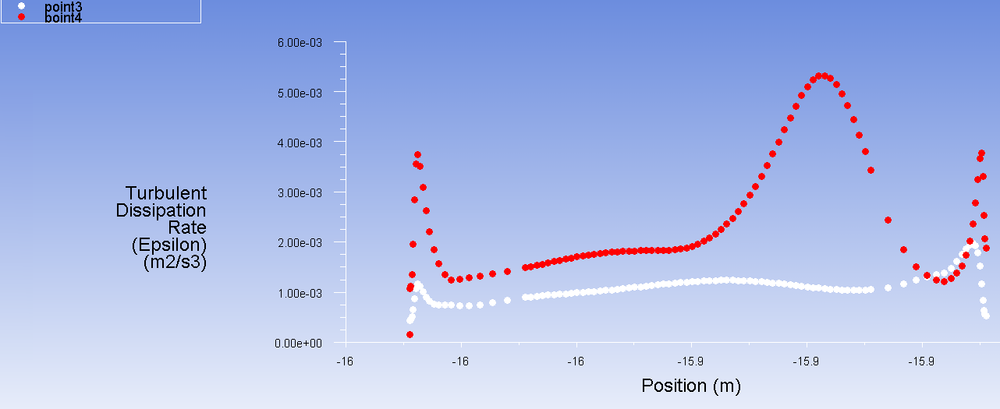 point3
boint4
6.00e-03
5.00e-03
4.00e-03
3.00e-03
2.00e-03
1.00e-03
0.00e+00
Turbulent
Dissipation
Rate
(Epsilon)
(m2/s3)
-16
-16
-16
-15.9
-15.9
-15.9
Position (m)